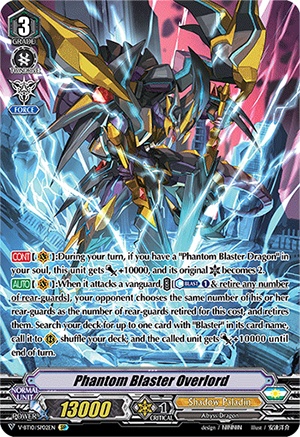 3
GRADE
TWIN DRIVE!!
FORCE
CONT [V]:During your turn, if you have a "Phantom Blaster Dragon" in
your soul, this unit gets +10000, and its original becomes 2.
AUTO [V]:When it attacks a vanguard, [BLAST 1 & retire any number
of rear-guards], your opponent chooses the same number of his or her
rear-guards as the number of rear-guards retired for this cost, and retires
them. Search your deck for up to one card with "Blaster" in its card name,
call it to (R), shuffle your deck, and the called unit gets +10000 until
end of turn.
NORMAL UNIT
Phantom Blaster Overlord
POWER
13000
1
CRITICAL
Shadow Paladin
Abyss Dragon
V-BT10/SP02EN SP
design / NINNIN
illust / 安達洋介